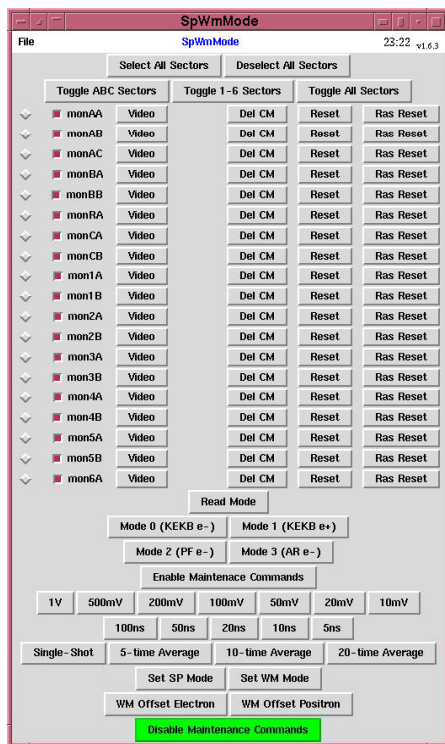 SpWmMode
File SpWmMode 23:22 v1.6.3
Select All Sectors Deselect All Sectors
Toggle ABC Sectors Toggle 1-6 Sectors Toggle All Sectors
monAA Video Del CM Reset Ras Reset
monAB Video Del CM Reset Ras Reset
monAC Video Del CM Reset Ras Reset
monBA Video Del CM Reset Ras Reset
monBB Video Del CM Reset Ras Reset
monRA Video Del CM Reset Ras Reset
monCA Video Del CM Reset Ras Reset
monCB Video Del CM Reset Ras Reset
mon1A Video Del CM Reset Ras Reset
mon1B Video Del CM Reset Ras Reset
mon2A Video Del CM Reset Ras Reset
mon2B Video Del CM Reset Ras Reset
mon3A Video Del CM Reset Ras Reset
mon3B Video Del CM Reset Ras Reset
mon4A Video Del CM Reset Ras Reset
mon4B Video Del CM Reset Ras Reset
mon5A Video Del CM Reset Ras Reset
mon5B Video Del CM Reset Ras Reset
mon6A Video Del CM Reset Ras Reset
Read Mode
Mode 0 (KEKB e-) Mode 1 (KEKB e+)
Mode 2 (PF e-) Mode 3 (AR e-)
Enable Maintenace Commands
1V 500mV 200mV 100mV 50mV 20mV 10mV
100ns 50ns 20ns 10ns 5ns
Single-Shot 5-time Average 10-time Average 20-time Average
Set SP Mode Set WM Mode
WM Offset Electron WM Offset Positron
Disable Maintenance Commands